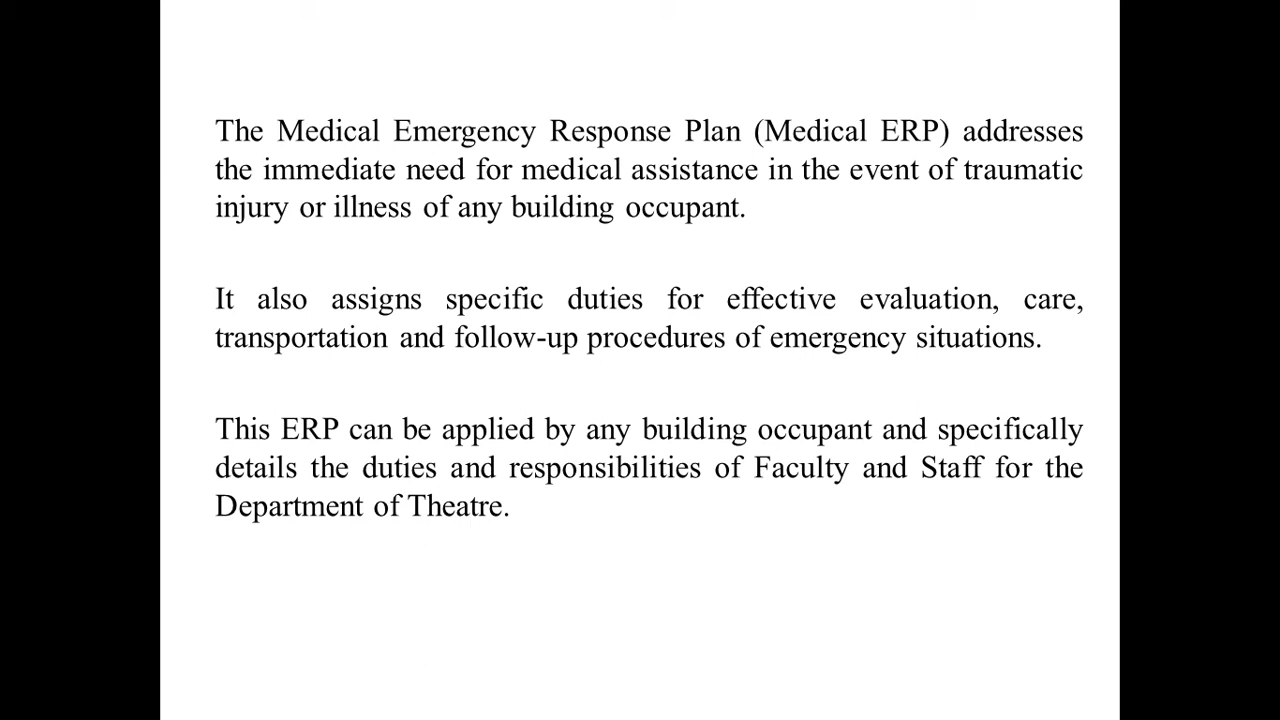 The Medical Emergency Response Plan (Medical ERP) addresses
the immediate need for medical assistance in the event of traumatic
injury or illness of any building occupant.
It also assigns specific duties for effective evaluation, care,
transportation and follow-up procedures of emergency situations.
This ERP can be applied by any building occupant and specifically
details the duties and responsibilities of Faculty and Staff for the
Department of Theatre.